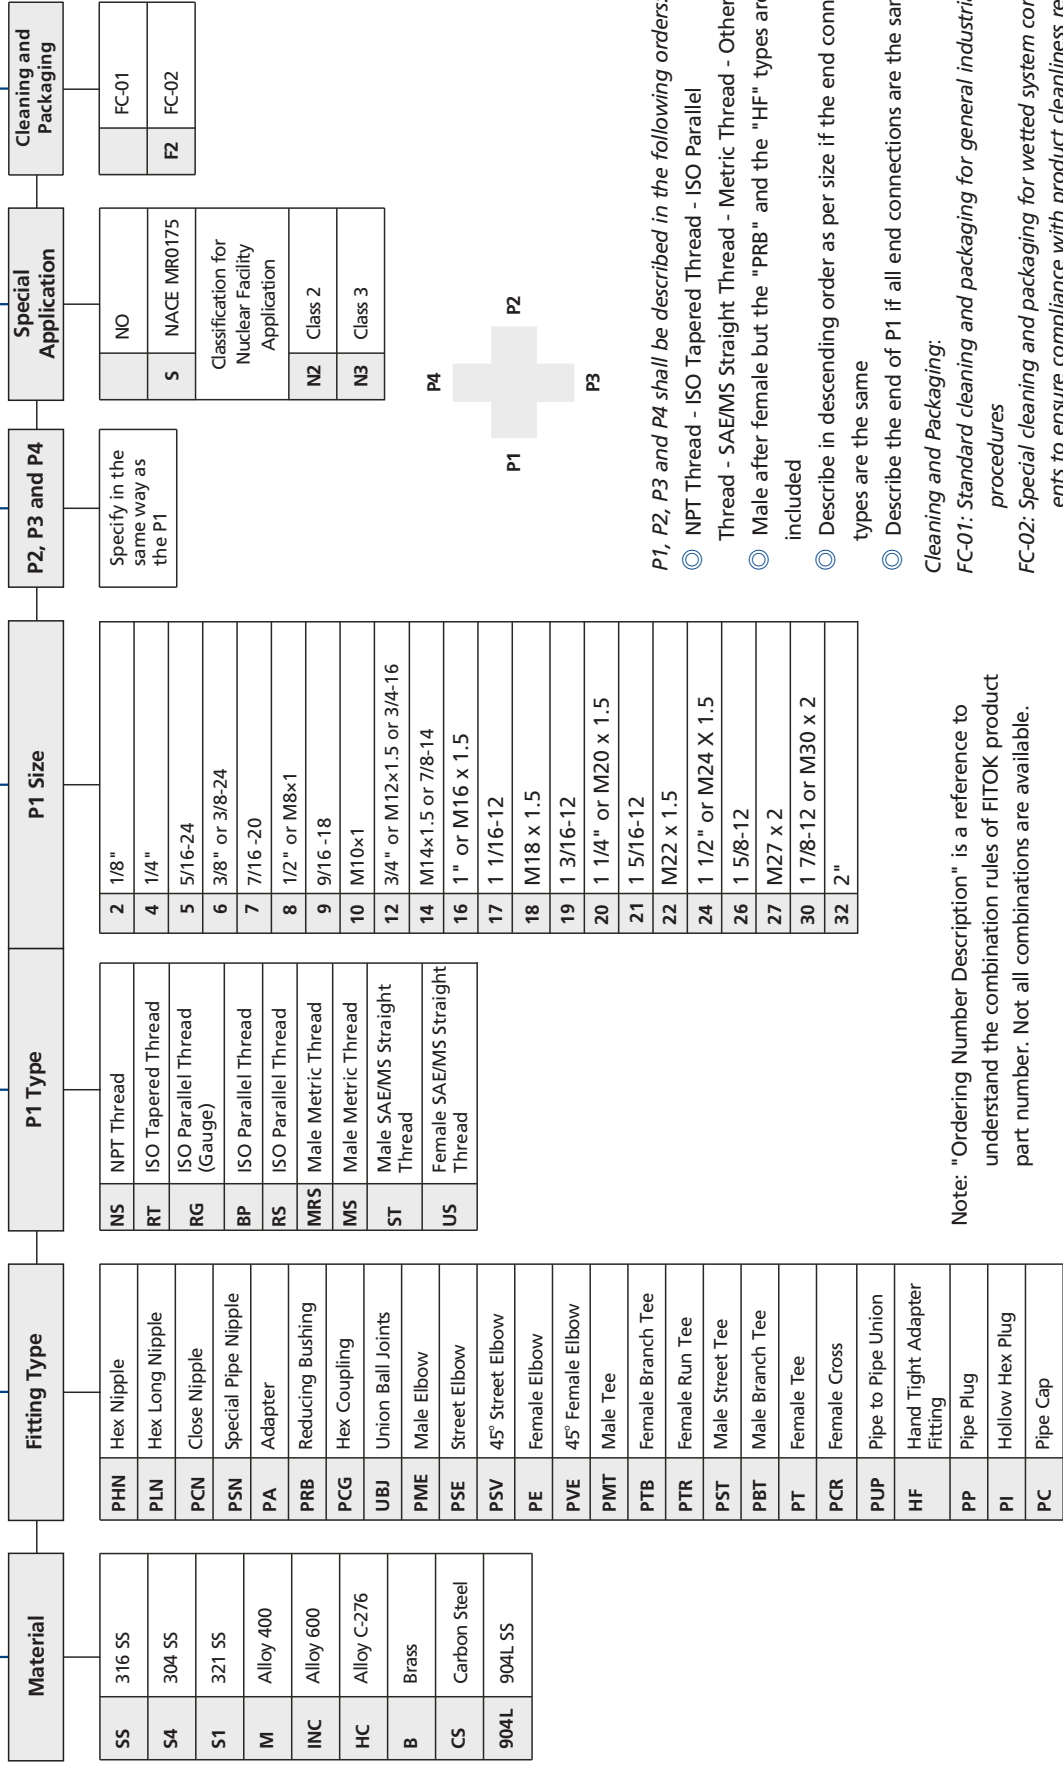 Material
SS 316 SS
S4 304 SS
S1 321 SS
M Alloy 400
INC Alloy 600
HC Alloy C-276
B Brass
CS Carbon Steel
904L 904L SS
Fitting Type
PHN Hex Nipple
PLN Hex Long Nipple
PCN Close Nipple
PSN Special Pipe Nipple
PA Adapter
PRB Reducing Bushing
PCG Hex Coupling
UBJ Union Ball Joints
PME Male Elbow
PSE Street Elbow
PSV 45° Street Elbow
PE Female Elbow
PVE 45° Female Elbow
PMT Male Tee
PTB Female Branch Tee
PTR Female Run Tee
PST Male Street Tee
PBT Male Branch Tee
PT Female Tee
PCR Female Cross
PUP Pipe to Pipe Union
HF Hand Tight Adapter
Fitting
PP Pipe Plug
PI Hollow Hex Plug
PC Pipe Cap
P1 Type
NS NPT Thread
RT ISO Tapered Thread
RG ISO Parallel Thread
(Gauge)
BP ISO Parallel Thread
RS ISO Parallel Thread
MRS Male Metric Thread
MS Male Metric Thread
ST Male SAE/MS Straight
Thread
US Female SAE/MS Straight
Thread
P1 Size
2 1/8"
4 1/4"
5 5/16-24
6 3/8" or 3/8-24
7 7/16 -20
8 1/2" or M8×1
9 9/16 -18
10 M10×1
12 3/4" or M12×1.5 or 3/4-16
14 M14×1.5 or 7/8-14
16 1" or M16 x 1.5
17 1 1/16-12
18 M18 x 1.5
19 1 3/16-12
20 1 1/4" or M20 x 1.5
21 1 5/16-12
22 M22 x 1.5
24 1 1/2" or M24 X 1.5
26 1 5/8-12
27 M27 x 2
30 1 7/8-12 or M30 x 2
32 2"
P2, P3 and P4
Specify in the
same way as
the P1
Special
Application
NO
S NACE MR0175
Classification for
Nuclear Facility
Application
N2 Class 2
N3 Class 3
Cleaning and
Packaging
FC-01
F2 FC-02
P4
P1 P2
P3
P1, P2, P3 and P4 shall be described in the following orders:
◎ NPT Thread - ISO Tapered Thread - ISO Parallel
Thread - SAE/MS Straight Thread - Metric Thread - Other
◎ Male after female but the "PRB" and the "HF" types are
included
◎ Describe in descending order as per size if the end conn
types are the same
◎ Describe the end of P1 if all end connections are the sa
Cleaning and Packaging:
FC-01: Standard cleaning and packaging for general industri
procedures
FC-02: Special cleaning and packaging for wetted system co
ents to ensure compliance with product cleanliness re
Note: "Ordering Number Description" is a reference to
understand the combination rules of FITOK product
part number. Not all combinations are available.